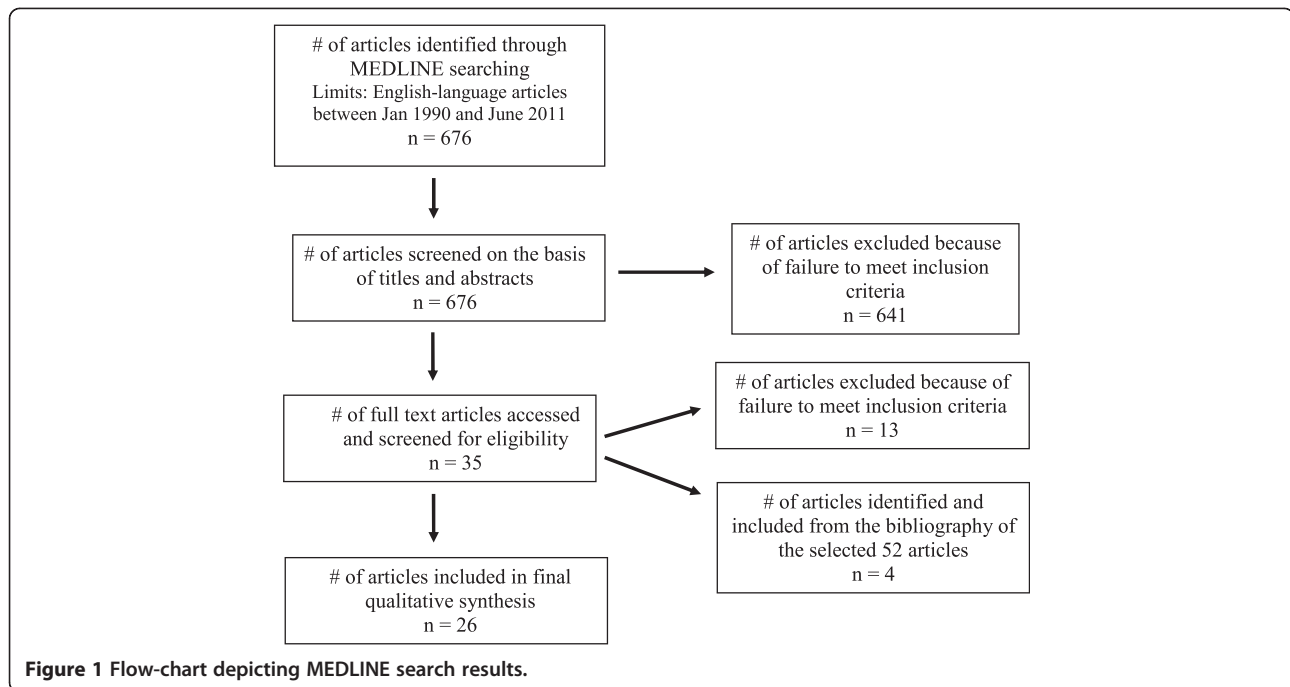 # of articles identified through
MEDLINE searching
Limits: English-language articles
between Jan 1990 and June 2011
n = 676
# of articles screened on the basis
of titles and abstracts
n = 676
# of articles excluded because
of failure to meet inclusion
criteria
n = 641
# of full text articles accessed
and screened for eligibility
n = 35
# of articles excluded because of
failure to meet inclusion criteria
n = 13
# of articles identified and
included from the bibliography of
the selected 52 articles
n = 4
# of articles included in final
qualitative synthesis
n = 26
Figure 1 Flow-chart depicting MEDLINE search results.